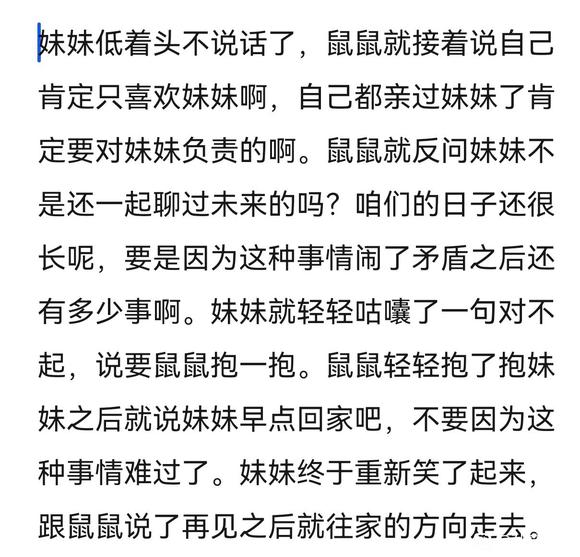 妹妹低着头不说话了，鼠鼠就接着说自己
肯定只喜欢妹妹啊，自己都亲过妹妹了肯
定要对妹妹负责的啊。鼠鼠就反问妹妹不
是还一起聊过未来的吗？咱们的日子还很
长呢，要是因为这种事情闹了矛盾之后还
有多少事啊。妹妹就轻轻咕囔了一句对不
起，说要鼠鼠抱一抱。鼠鼠轻轻抱了抱妹
妹之后就说妹妹早点回家吧，不要因为这
种事情难过了。妹妹终于重新笑了起来，
跟鼠鼠说了再见之后就往家的方向走去。